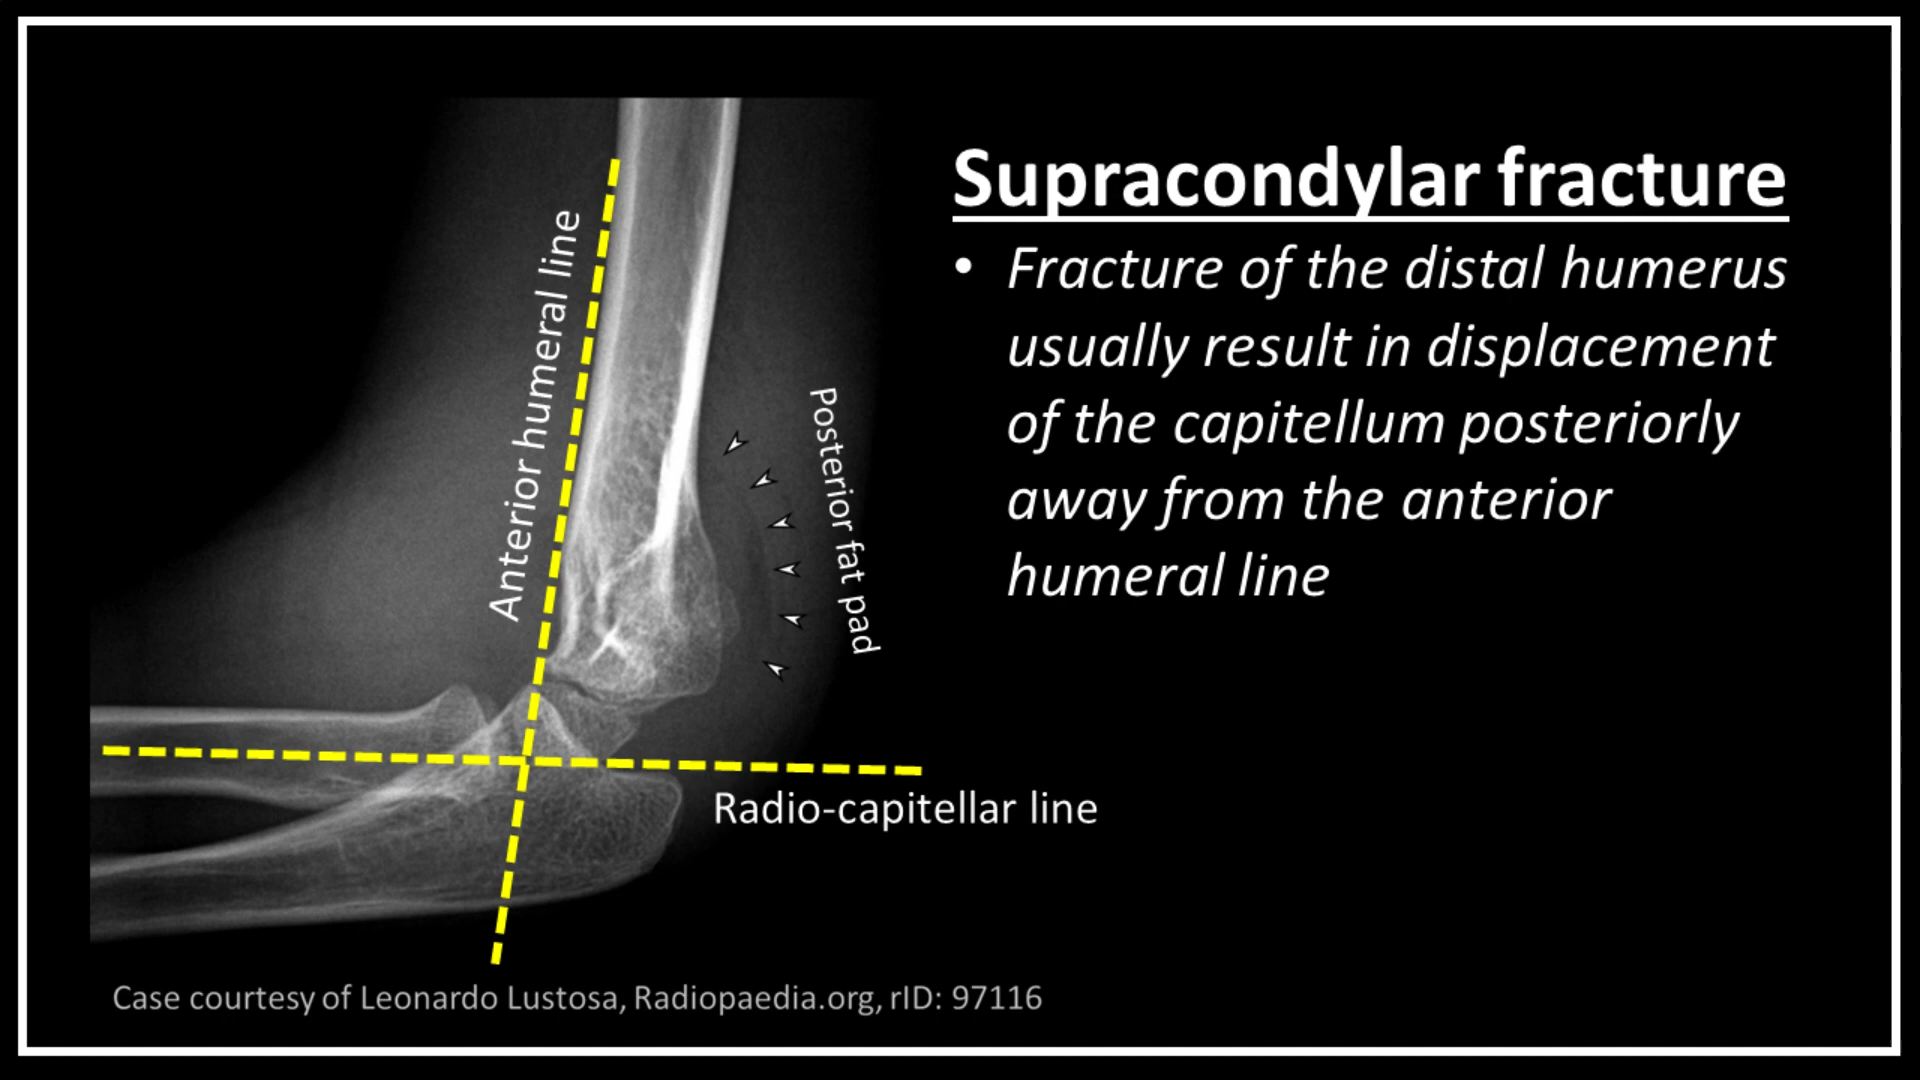 Supracondylar fracture
• Fracture of the distal humerus
usually result in displacement
of the capitellum posteriorly
away from the anterior
humeral line
Anterior humeral line
Posterior fat pad
Radio-capitellar line
Case courtesy of Leonardo Lustosa, Radiopaedia.org, rID: 97116